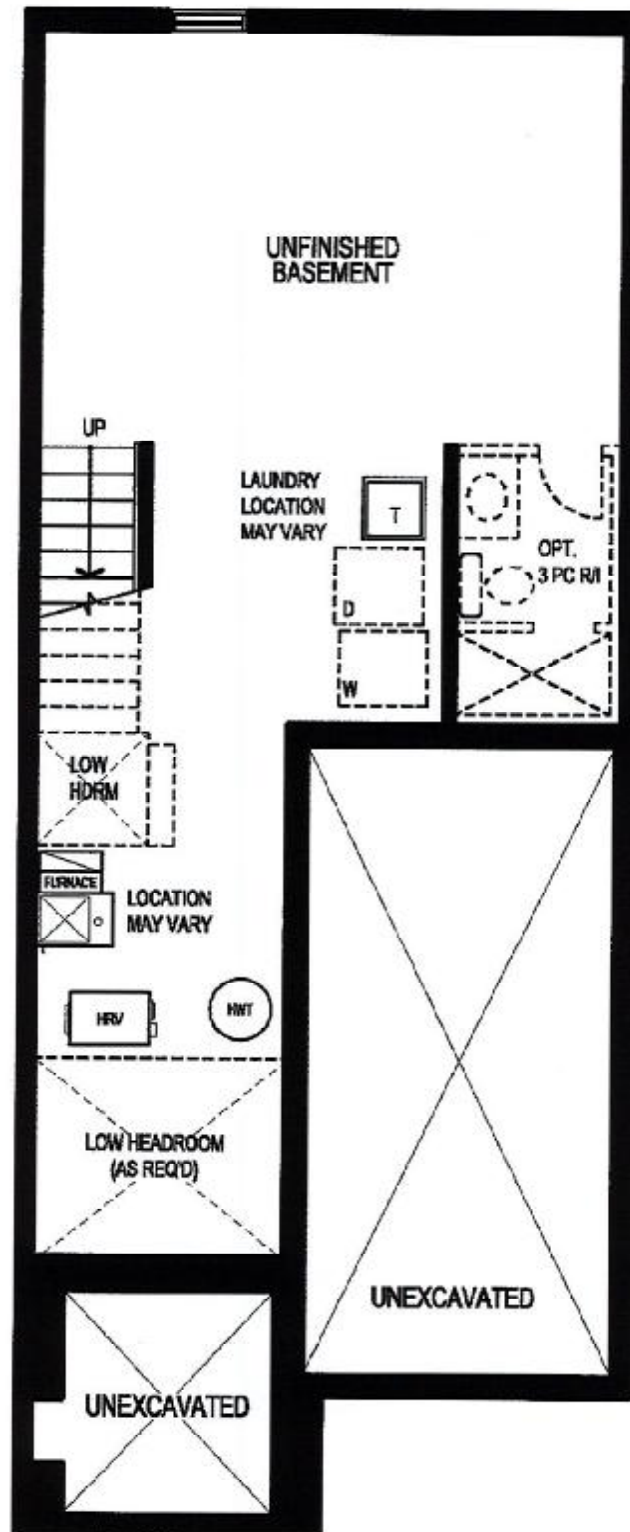 UNFINISHED
BASEMENT
UP
LAUNDRY
LOCATION
MAY VARY
T
OPT.
3 PC R/I
D
W
LOW
HDRM
FURNACE
LOCATION
MAY VARY
HRV
HWT
LOW HEADROOM
(AS REQ'D)
UNEXCAVATED
UNEXCAVATED